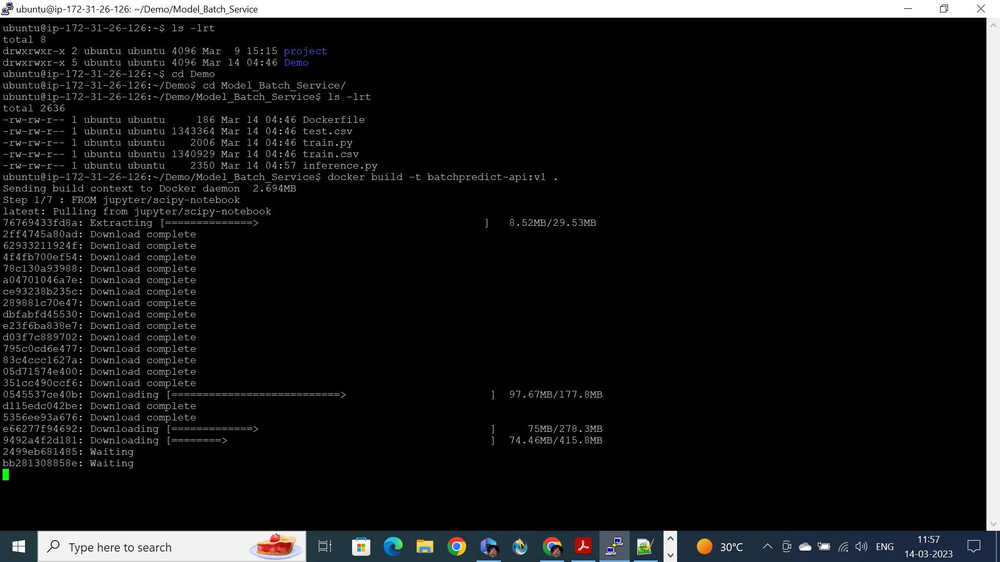 ubuntu@ip-172-31-26-126: ~/Demo/Model_Batch_Service
ubuntu@ip-172-31-26-126:~$ ls -lrt
total 8
drwxrwxr-x 2 ubuntu ubuntu 4096 Mar  9 15:15 project
drwxrwxr-x 5 ubuntu ubuntu 4096 Mar 14 04:46 Demo
ubuntu@ip-172-31-26-126:~$ cd Demo
ubuntu@ip-172-31-26-126:~/Demo$ cd Model_Batch_Service/
ubuntu@ip-172-31-26-126:~/Demo/Model_Batch_Service$ ls -lrt
total 2636
-rw-rw-r-- 1 ubuntu ubuntu     186 Mar 14 04:46 Dockerfile
-rw-rw-r-- 1 ubuntu ubuntu 1343364 Mar 14 04:46 test.csv
-rw-rw-r-- 1 ubuntu ubuntu    2006 Mar 14 04:46 train.py
-rw-rw-r-- 1 ubuntu ubuntu 1340929 Mar 14 04:46 train.csv
-rw-rw-r-- 1 ubuntu ubuntu    2350 Mar 14 04:57 inference.py
ubuntu@ip-172-31-26-126:~/Demo/Model_Batch_Service$ docker build -t batchpredict-api:v1 .
Sending build context to Docker daemon  2.694MB
Step 1/7 : FROM jupyter/scipy-notebook
latest: Pulling from jupyter/scipy-notebook
76769433fd8a: Extracting [==============>                                    ]   8.52MB/29.53MB
2ff4745a80ad: Download complete
62933211924f: Download complete
4f4fb700ef54: Download complete
78c130a93988: Download complete
a04701046a7e: Download complete
ce93238b235c: Download complete
289881c70e47: Download complete
dbfabfd45530: Download complete
e23f6ba838e7: Download complete
d03f7c889702: Download complete
795c0cd6e477: Download complete
83c4ccc1627a: Download complete
05d71574e400: Download complete
351cc490ccf6: Download complete
0545537ce40b: Downloading [===========================>                       ]  97.67MB/177.8MB
d115edc042be: Download complete
5356ee93a676: Download complete
e66277f94692: Downloading [=============>                                     ]     75MB/278.3MB
9492a4f2d181: Downloading [========>                                          ]  74.46MB/415.8MB
2499eb681485: Waiting
bb281308858e: Waiting
Type here to search
30°C
ENG
11:57
14-03-2023